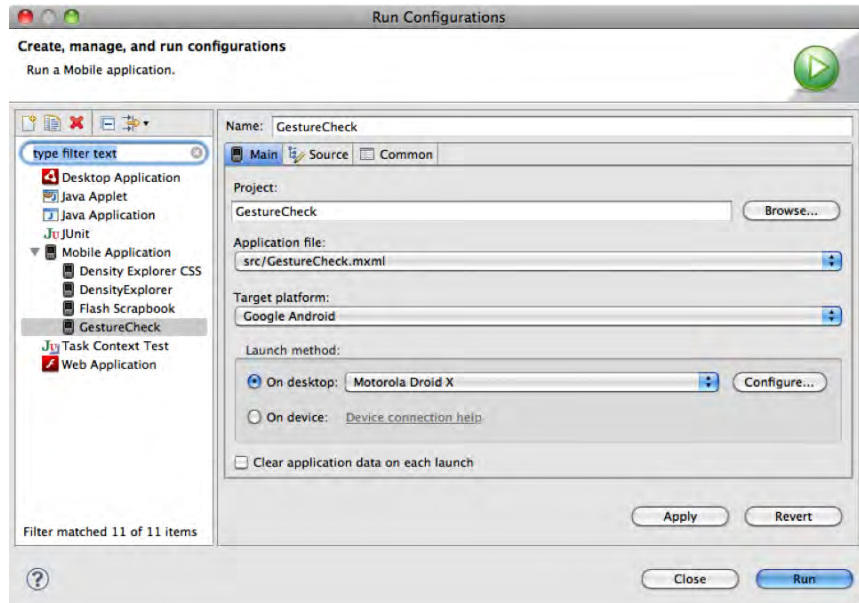 Run Configurations
Create, manage, and run configurations
Run a Mobile application.
type filter text
Desktop Application
Java Applet
Java Application
Ju JUnit
Mobile Application
Density Explorer CSS
DensityExplorer
Flash Scrapbook
GestureCheck
Ju Task Context Test
Web Application
Filter matched 11 of 11 items
Name: GestureCheck
Main Source Common
Project:
GestureCheck Browse...
Application file:
src/GestureCheck.mxml
Target platform:
Google Android
Launch method:
On desktop: Motorola Droid X Configure...
On device: Device connection help
Clear application data on each launch
Apply Revert
? Close Run